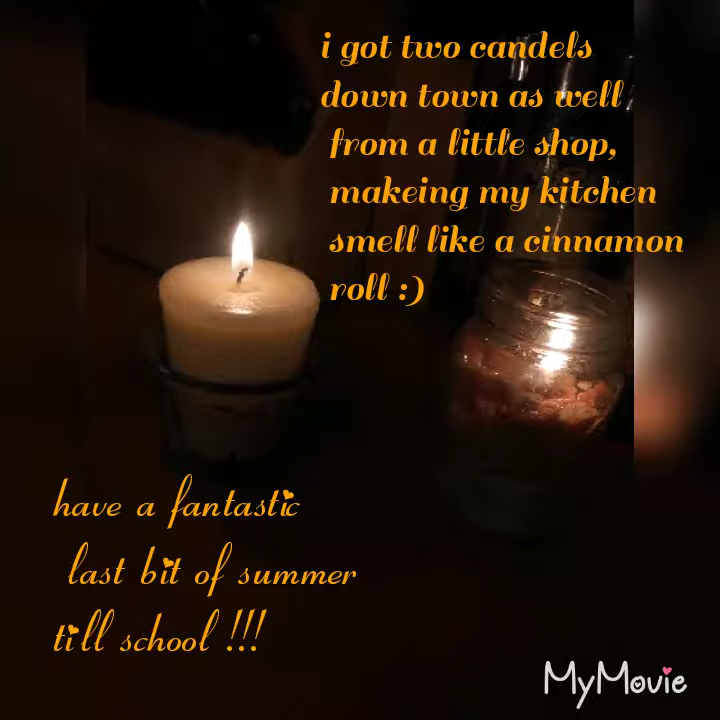 i got two candels
down town as well
from a little shop,
makeing my kitchen
smell like a cinnamon
roll :)
have a fantastic
last bit of summer
till school !!!
MyMovie